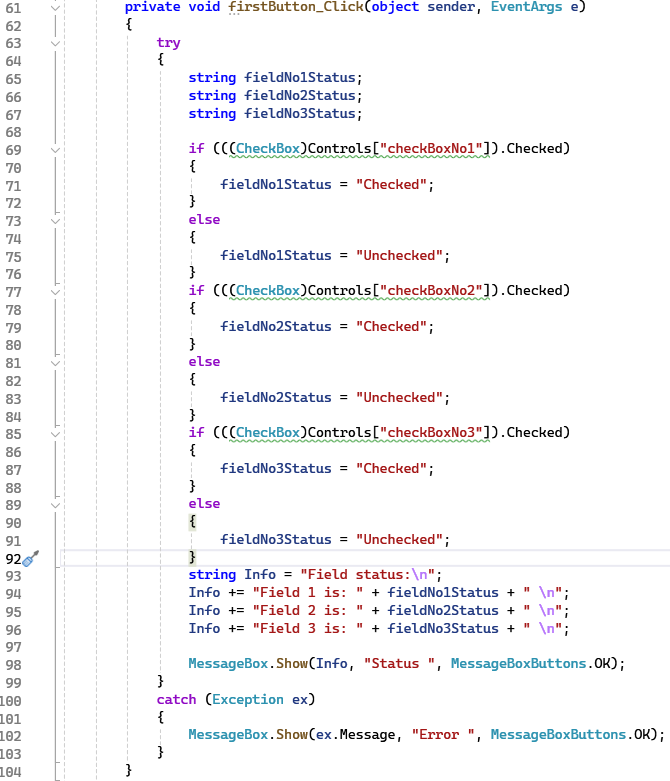 61 private void firstButton_Click(object sender, EventArgs e)
62 {
63 try
64 {
65 string fieldNo1Status;
66 string fieldNo2Status;
67 string fieldNo3Status;
68
69 if (((CheckBox)Controls["checkBoxNo1"]).Checked)
70 {
71 fieldNo1Status = "Checked";
72 }
73 else
74 {
75 fieldNo1Status = "Unchecked";
76 }
77 if (((CheckBox)Controls["checkBoxNo2"]).Checked)
78 {
79 fieldNo2Status = "Checked";
80 }
81 else
82 {
83 fieldNo2Status = "Unchecked";
84 }
85 if (((CheckBox)Controls["checkBoxNo3"]).Checked)
86 {
87 fieldNo3Status = "Checked";
88 }
89 else
90 {
91 fieldNo3Status = "Unchecked";
92 }
93 string Info = "Field status:\n";
94 Info += "Field 1 is: " + fieldNo1Status + " \n";
95 Info += "Field 2 is: " + fieldNo2Status + " \n";
96 Info += "Field 3 is: " + fieldNo3Status + " \n";
97
98 MessageBox.Show(Info, "Status ", MessageBoxButtons.OK);
99 }
100 catch (Exception ex)
101 {
102 MessageBox.Show(ex.Message, "Error ", MessageBoxButtons.OK);
103 }
104 }